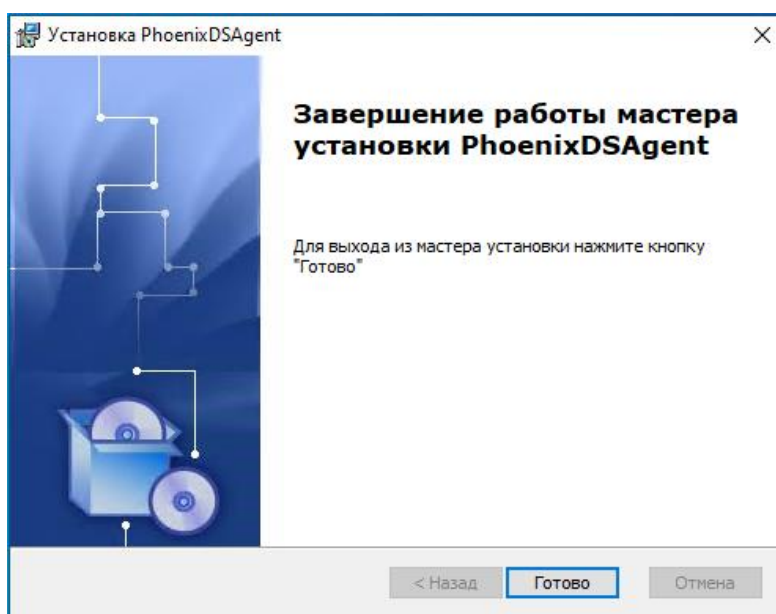 Установка PhoenixDSAgent
Завершение работы мастера
установки PhoenixDSAgent
Для выхода из мастера установки нажмите кнопку
"Готово"
< Назад
Готово
Отмена